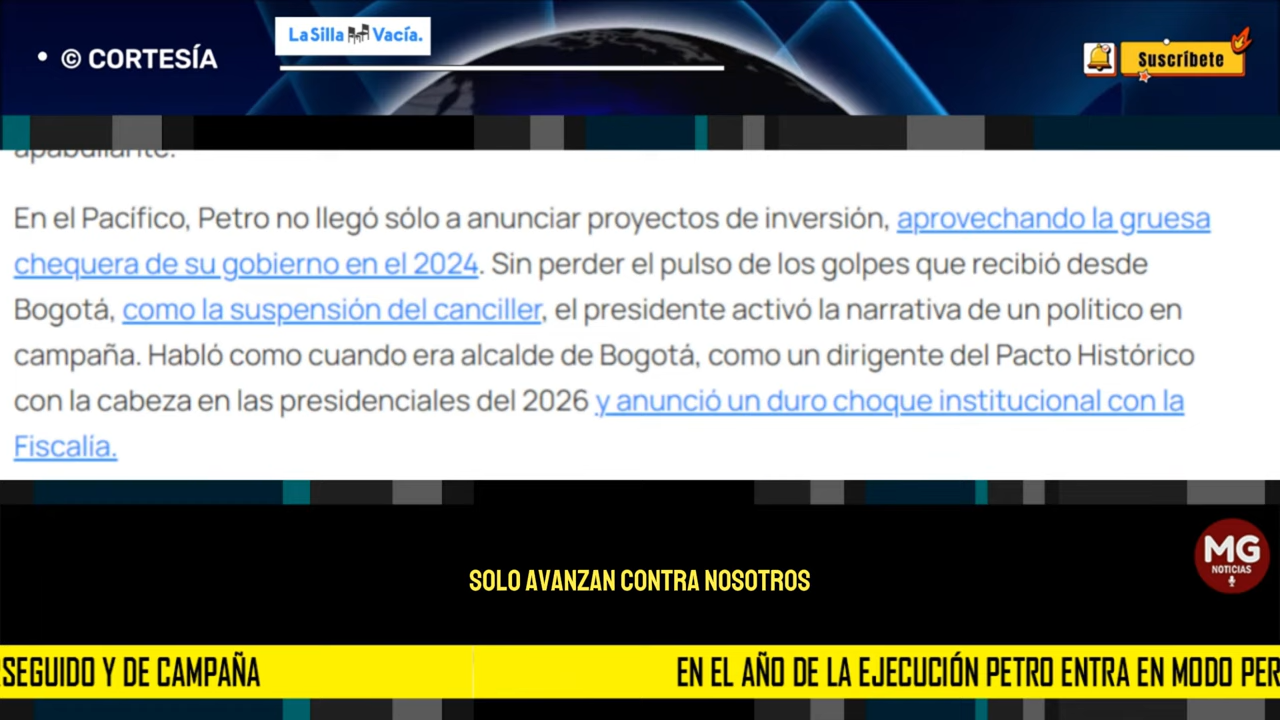 • © CORTESÍA
La Silla Vacía.
Suscríbete
apabullante.
En el Pacífico, Petro no llegó sólo a anunciar proyectos de inversión, aprovechando la gruesa
chequera de su gobierno en el 2024. Sin perder el pulso de los golpes que recibió desde
Bogotá, como la suspensión del canciller, el presidente activó la narrativa de un político en
campaña. Habló como cuando era alcalde de Bogotá, como un dirigente del Pacto Histórico
con la cabeza en las presidenciales del 2026 y anunció un duro choque institucional con la
Fiscalía.
MG
NOTICIAS
SOLO AVANZAN CONTRA NOSOTROS
SEGUIDO Y DE CAMPAÑA
EN EL AÑO DE LA EJECUCIÓN PETRO ENTRA EN MODO PER